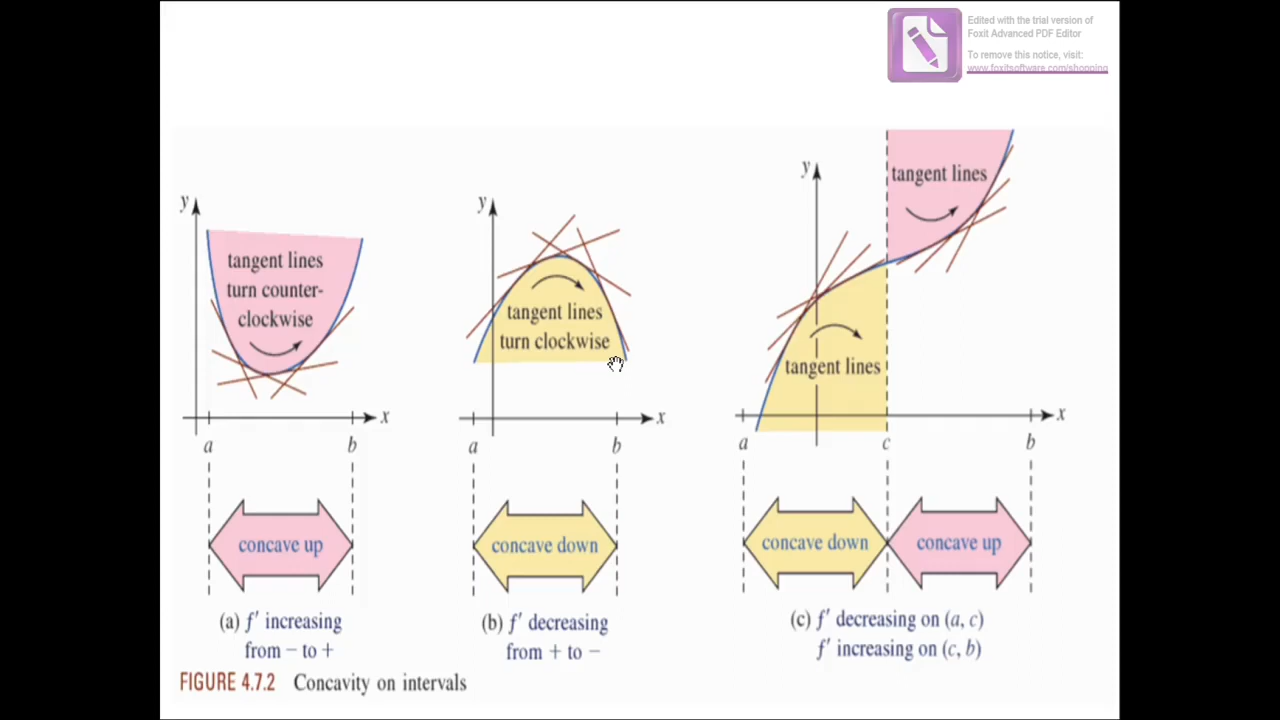 Edited with the trial version of
Foxit Advanced PDF Editor
To remove this notice, visit:
www.foxitsoftware.com/shopping
y
tangent lines
turn counter-
clockwise
x
a
b
concave up
(a) f′ increasing
from − to +
y
tangent lines
turn clockwise
x
a
b
concave down
(b) f′ decreasing
from + to −
y
tangent lines
tangent lines
x
a
c
b
concave down
concave up
(c) f′ decreasing on (a, c)
f′ increasing on (c, b)
FIGURE 4.7.2 Concavity on intervals